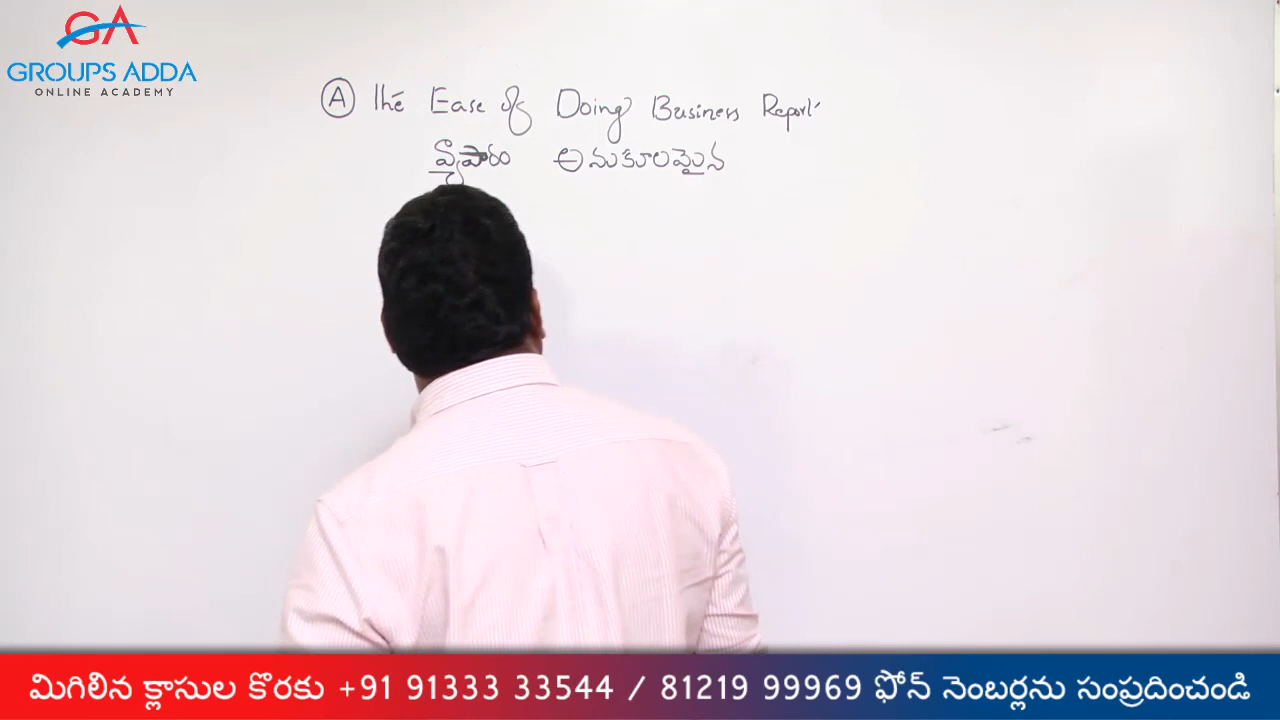 GA
GROUPS ADDA
ONLINE ACADEMY
A The Ease of Doing Business Report
వ్యాపారం అనుకూలమైన
మిగిలిన క్లాసుల కొరకు +91 91333 33544 / 81219 99969 ఫోన్ నెంబర్లను సంప్రదించండి